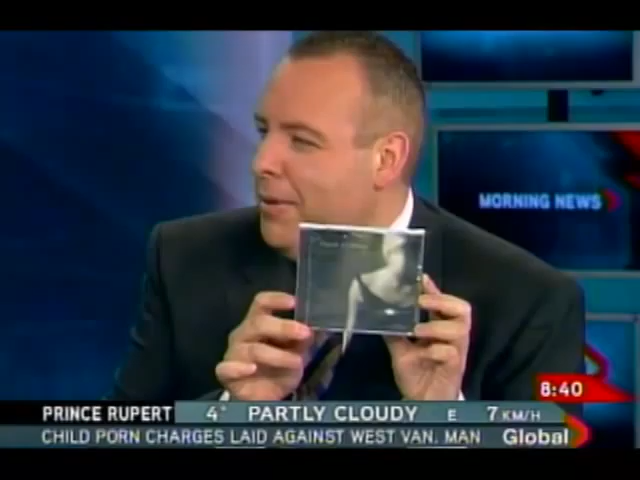 MORNING NEWS
8:40
PRINCE RUPERT 4° PARTLY CLOUDY E 7 KM/H
CHILD PORN CHARGES LAID AGAINST WEST VAN. MAN Global